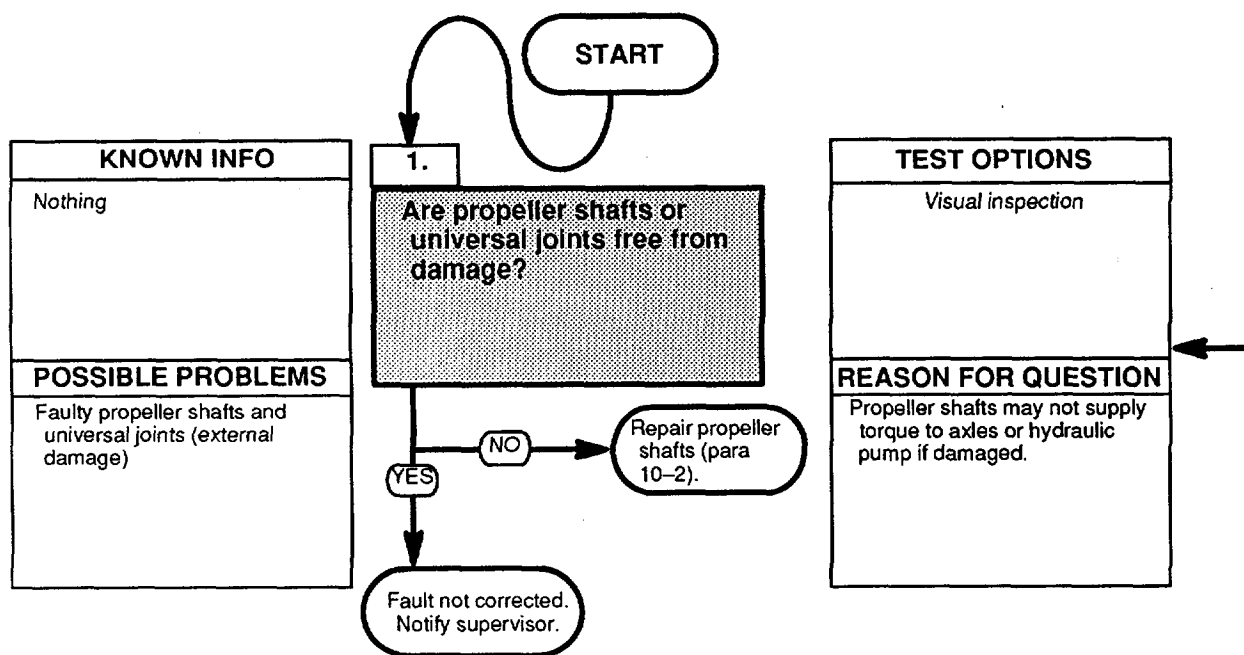 START
KNOWN INFO
Nothing
POSSIBLE PROBLEMS
Faulty propeller shafts and
universal joints (external
damage)
1.
Are propeller shafts or
universal joints free from
damage?
NO
YES
Repair propeller
shafts (para
10–2).
Fault not corrected.
Notify supervisor.
TEST OPTIONS
Visual inspection
REASON FOR QUESTION
Propeller shafts may not supply
torque to axles or hydraulic
pump if damaged.